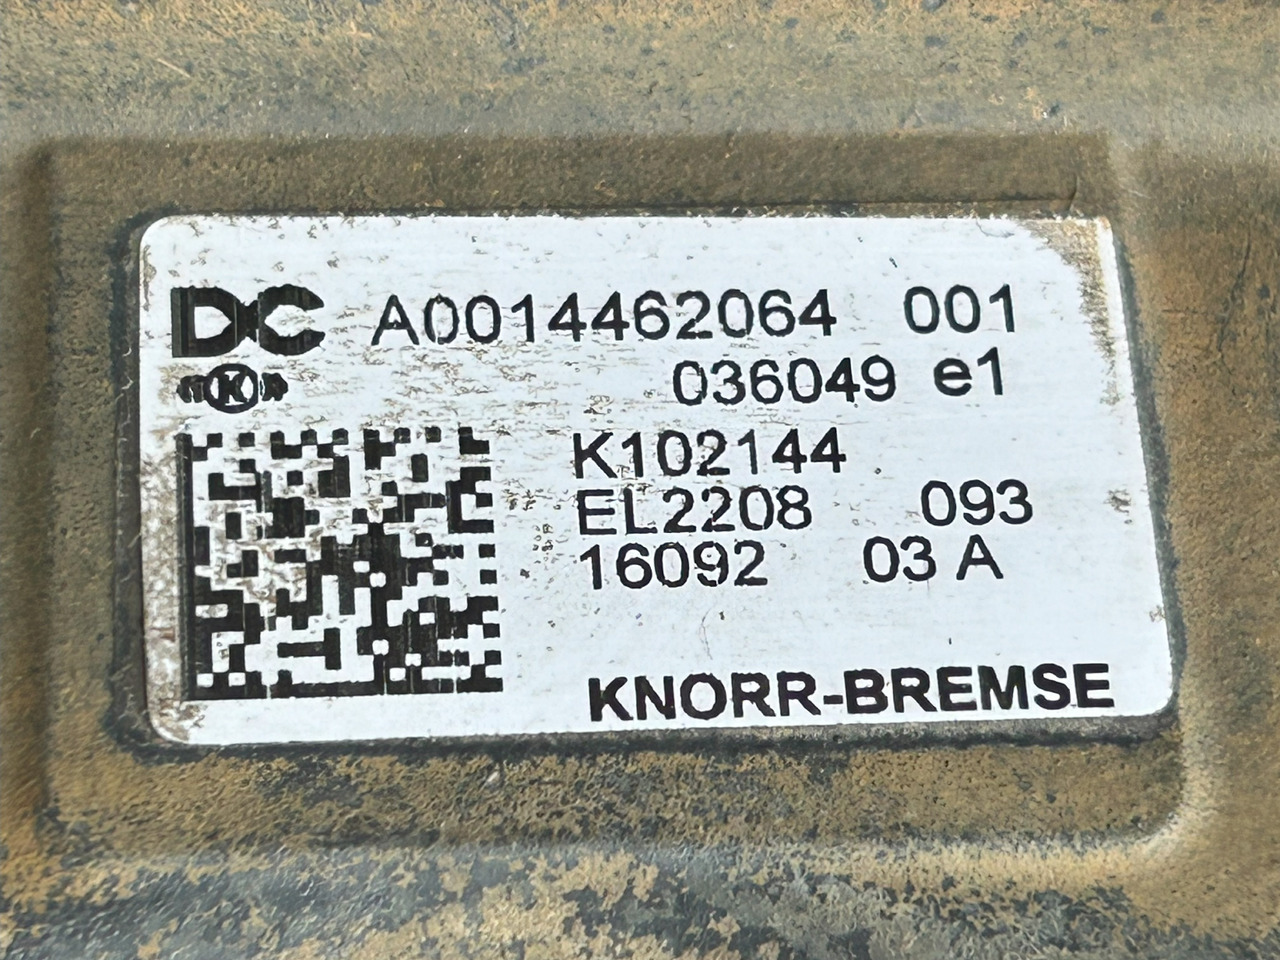 DC A0014462064 001
036049 e1
K
K102144
EL2208 093
16092 03 A
KNORR-BREMSE